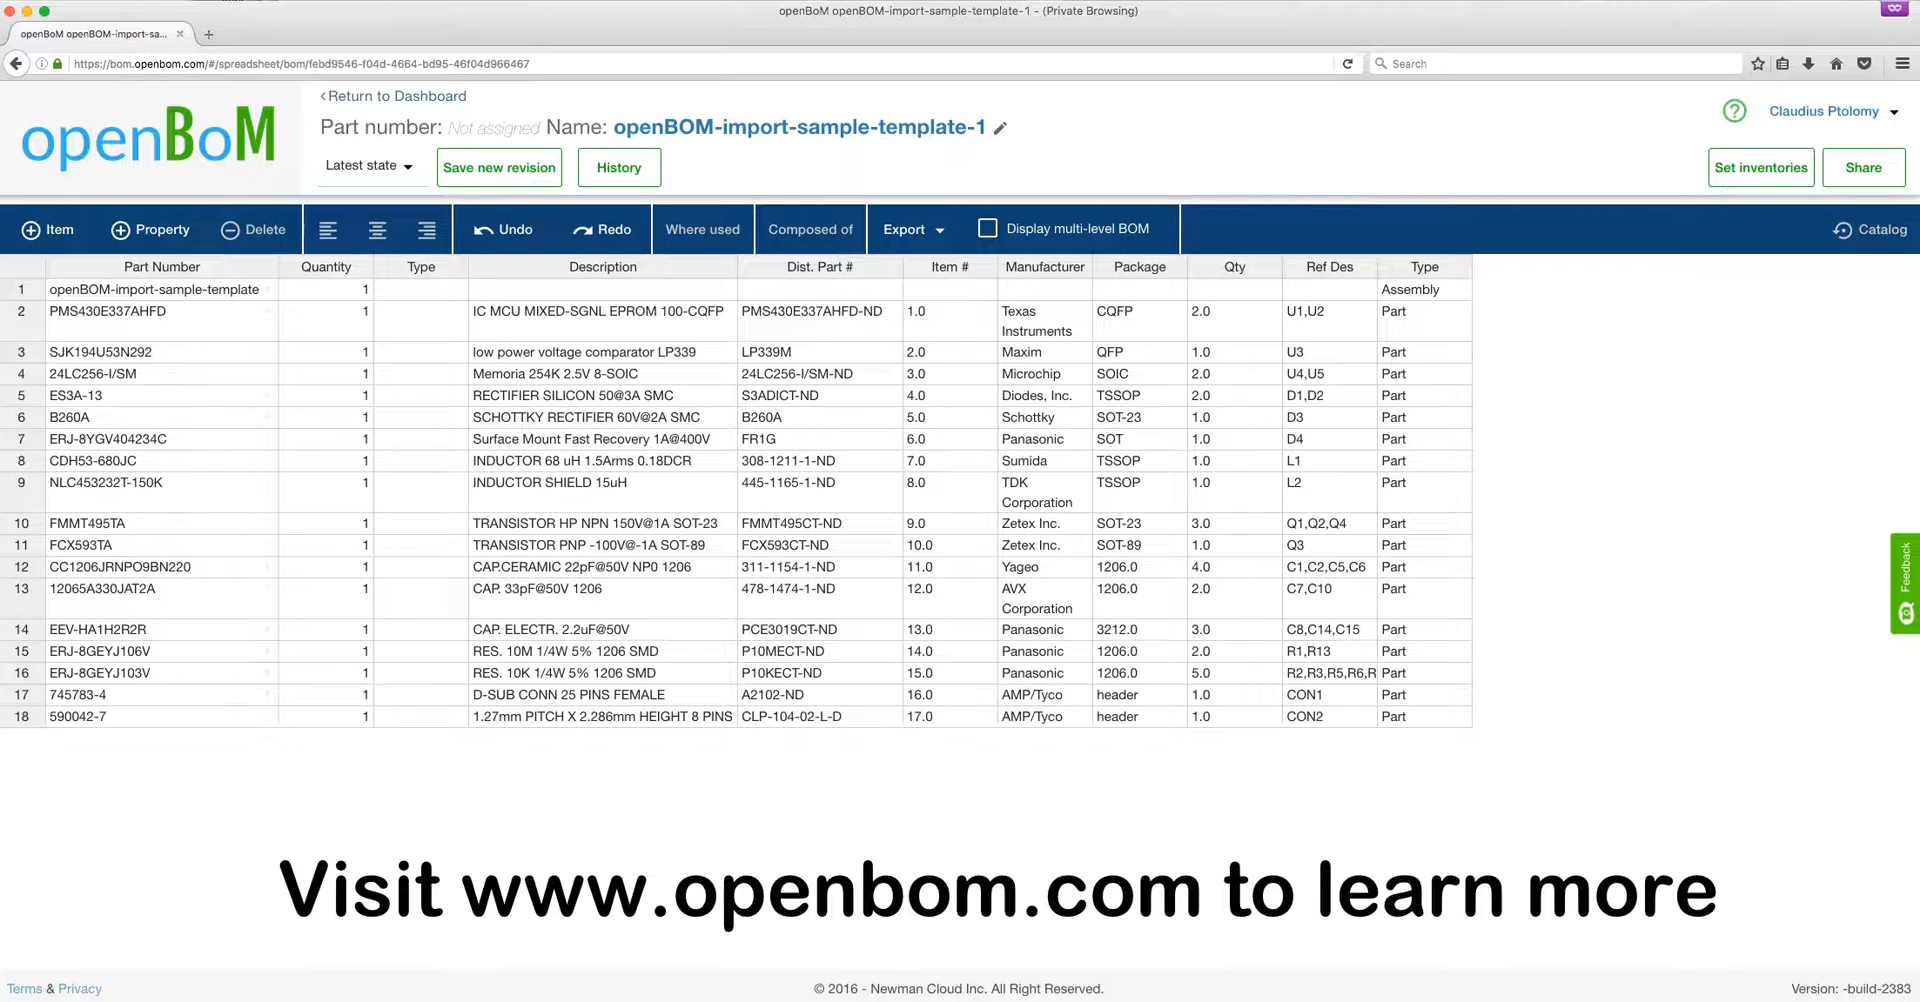 openBoM openBOM-import-sample-template-1 - (Private Browsing)
openBoM openBOM-import-sa...
https://bom.openbom.com/#/spreadsheet/bom/febd9546-f04d-4664-bd95-46f04d966467
Search
openBoM
Return to Dashboard
Part number: Not assigned Name: openBOM-import-sample-template-1
Claudius Ptolomy
Latest state Save new revision History Set inventories Share
Item Property Delete Undo Redo Where used Composed of Export Display multi-level BOM Catalog
Part Number Quantity Type Description Dist. Part # Item # Manufacturer Package Qty Ref Des Type
1 openBOM-import-sample-template 1 Assembly
2 PMS430E337AHFD 1 IC MCU MIXED-SGNL EPROM 100-CQFP PMS430E337AHFD-ND 1.0 Texas CQFP 2.0 U1,U2 Part
Instruments
3 SJK194U53N292 1 low power voltage comparator LP339 LP339M 2.0 Maxim QFP 1.0 U3 Part
4 24LC256-I/SM 1 Memoria 254K 2.5V 8-SOIC 24LC256-I/SM-ND 3.0 Microchip SOIC 2.0 U4,U5 Part
5 ES3A-13 1 RECTIFIER SILICON 50@3A SMC S3ADICT-ND 4.0 Diodes, Inc. TSSOP 2.0 D1,D2 Part
6 B260A 1 SCHOTTKY RECTIFIER 60V@2A SMC B260A 5.0 Schottky SOT-23 1.0 D3 Part
7 ERJ-8YGV404234C 1 Surface Mount Fast Recovery 1A@400V FR1G 6.0 Panasonic SOT 1.0 D4 Part
8 CDH53-680JC 1 INDUCTOR 68 uH 1.5Arms 0.18DCR 308-1211-1-ND 7.0 Sumida TSSOP 1.0 L1 Part
9 NLC453232T-150K 1 INDUCTOR SHIELD 15uH 445-1165-1-ND 8.0 TDK TSSOP 1.0 L2 Part
Corporation
10 FMMT495TA 1 TRANSISTOR HP NPN 150V@1A SOT-23 FMMT495CT-ND 9.0 Zetex Inc. SOT-23 3.0 Q1,Q2,Q4 Part
11 FCX593TA 1 TRANSISTOR PNP -100V@-1A SOT-89 FCX593CT-ND 10.0 Zetex Inc. SOT-89 1.0 Q3 Part
12 CC1206JRNPO9BN220 1 CAP.CERAMIC 22pF@50V NP0 1206 311-1154-1-ND 11.0 Yageo 1206.0 4.0 C1,C2,C5,C6 Part
13 12065A330JAT2A 1 CAP. 33pF@50V 1206 478-1474-1-ND 12.0 AVX 1206.0 2.0 C7,C10 Part
Corporation
14 EEV-HA1H2R2R 1 CAP. ELECTR. 2.2uF@50V PCE3019CT-ND 13.0 Panasonic 3212.0 3.0 C8,C14,C15 Part
15 ERJ-8GEYJ106V 1 RES. 10M 1/4W 5% 1206 SMD P10MECT-ND 14.0 Panasonic 1206.0 2.0 R1,R13 Part
16 ERJ-8GEYJ103V 1 RES. 10K 1/4W 5% 1206 SMD P10KECT-ND 15.0 Panasonic 1206.0 5.0 R2,R3,R5,R6,R Part
17 745783-4 1 D-SUB CONN 25 PINS FEMALE A2102-ND 16.0 AMP/Tyco header 1.0 CON1 Part
18 590042-7 1 1.27mm PITCH X 2.286mm HEIGHT 8 PINS CLP-104-02-L-D 17.0 AMP/Tyco header 1.0 CON2 Part
Feedback
Visit www.openbom.com to learn more
Terms & Privacy © 2016 - Newman Cloud Inc. All Right Reserved. Version: -build-2383